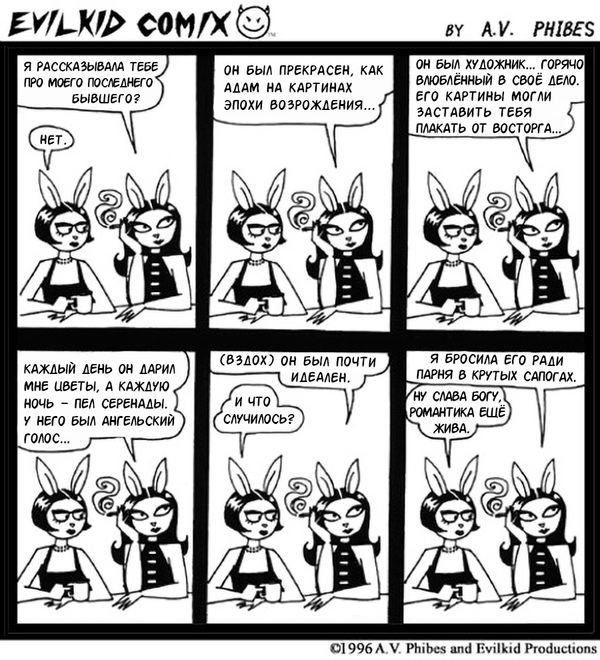 EVILKID COMIX TM
BY A.V. PHIBES
Я РАССКАЗЫВАЛА ТЕБЕ
ПРО МОЕГО ПОСЛЕДНЕГО
БЫВШЕГО?
НЕТ.
ОН БЫЛ ПРЕКРАСЕН, КАК
АДАМ НА КАРТИНАХ
ЭПОХИ ВОЗРОЖДЕНИЯ...
ОН БЫЛ ХУДОЖНИК... ГОРЯЧО
ВЛЮБЛЁННЫЙ В СВОЁ ДЕЛО.
ЕГО КАРТИНЫ МОГЛИ
ЗАСТАВИТЬ ТЕБЯ
ПЛАКАТЬ ОТ ВОСТОРГА...
КАЖДЫЙ ДЕНЬ ОН ДАРИЛ
МНЕ ЦВЕТЫ, А КАЖДУЮ
НОЧЬ – ПЕЛ СЕРЕНАДЫ.
У НЕГО БЫЛ АНГЕЛЬСКИЙ
ГОЛОС...
(ВЗДОХ) ОН БЫЛ ПОЧТИ
ИДЕАЛЕН.
И ЧТО
СЛУЧИЛОСЬ?
Я БРОСИЛА ЕГО РАДИ
ПАРНЯ В КРУТЫХ САПОГАХ.
НУ СЛАВА БОГУ,
РОМАНТИКА ЕЩЁ
ЖИВА.
©1996 A.V. Phibes and Evilkid Productions